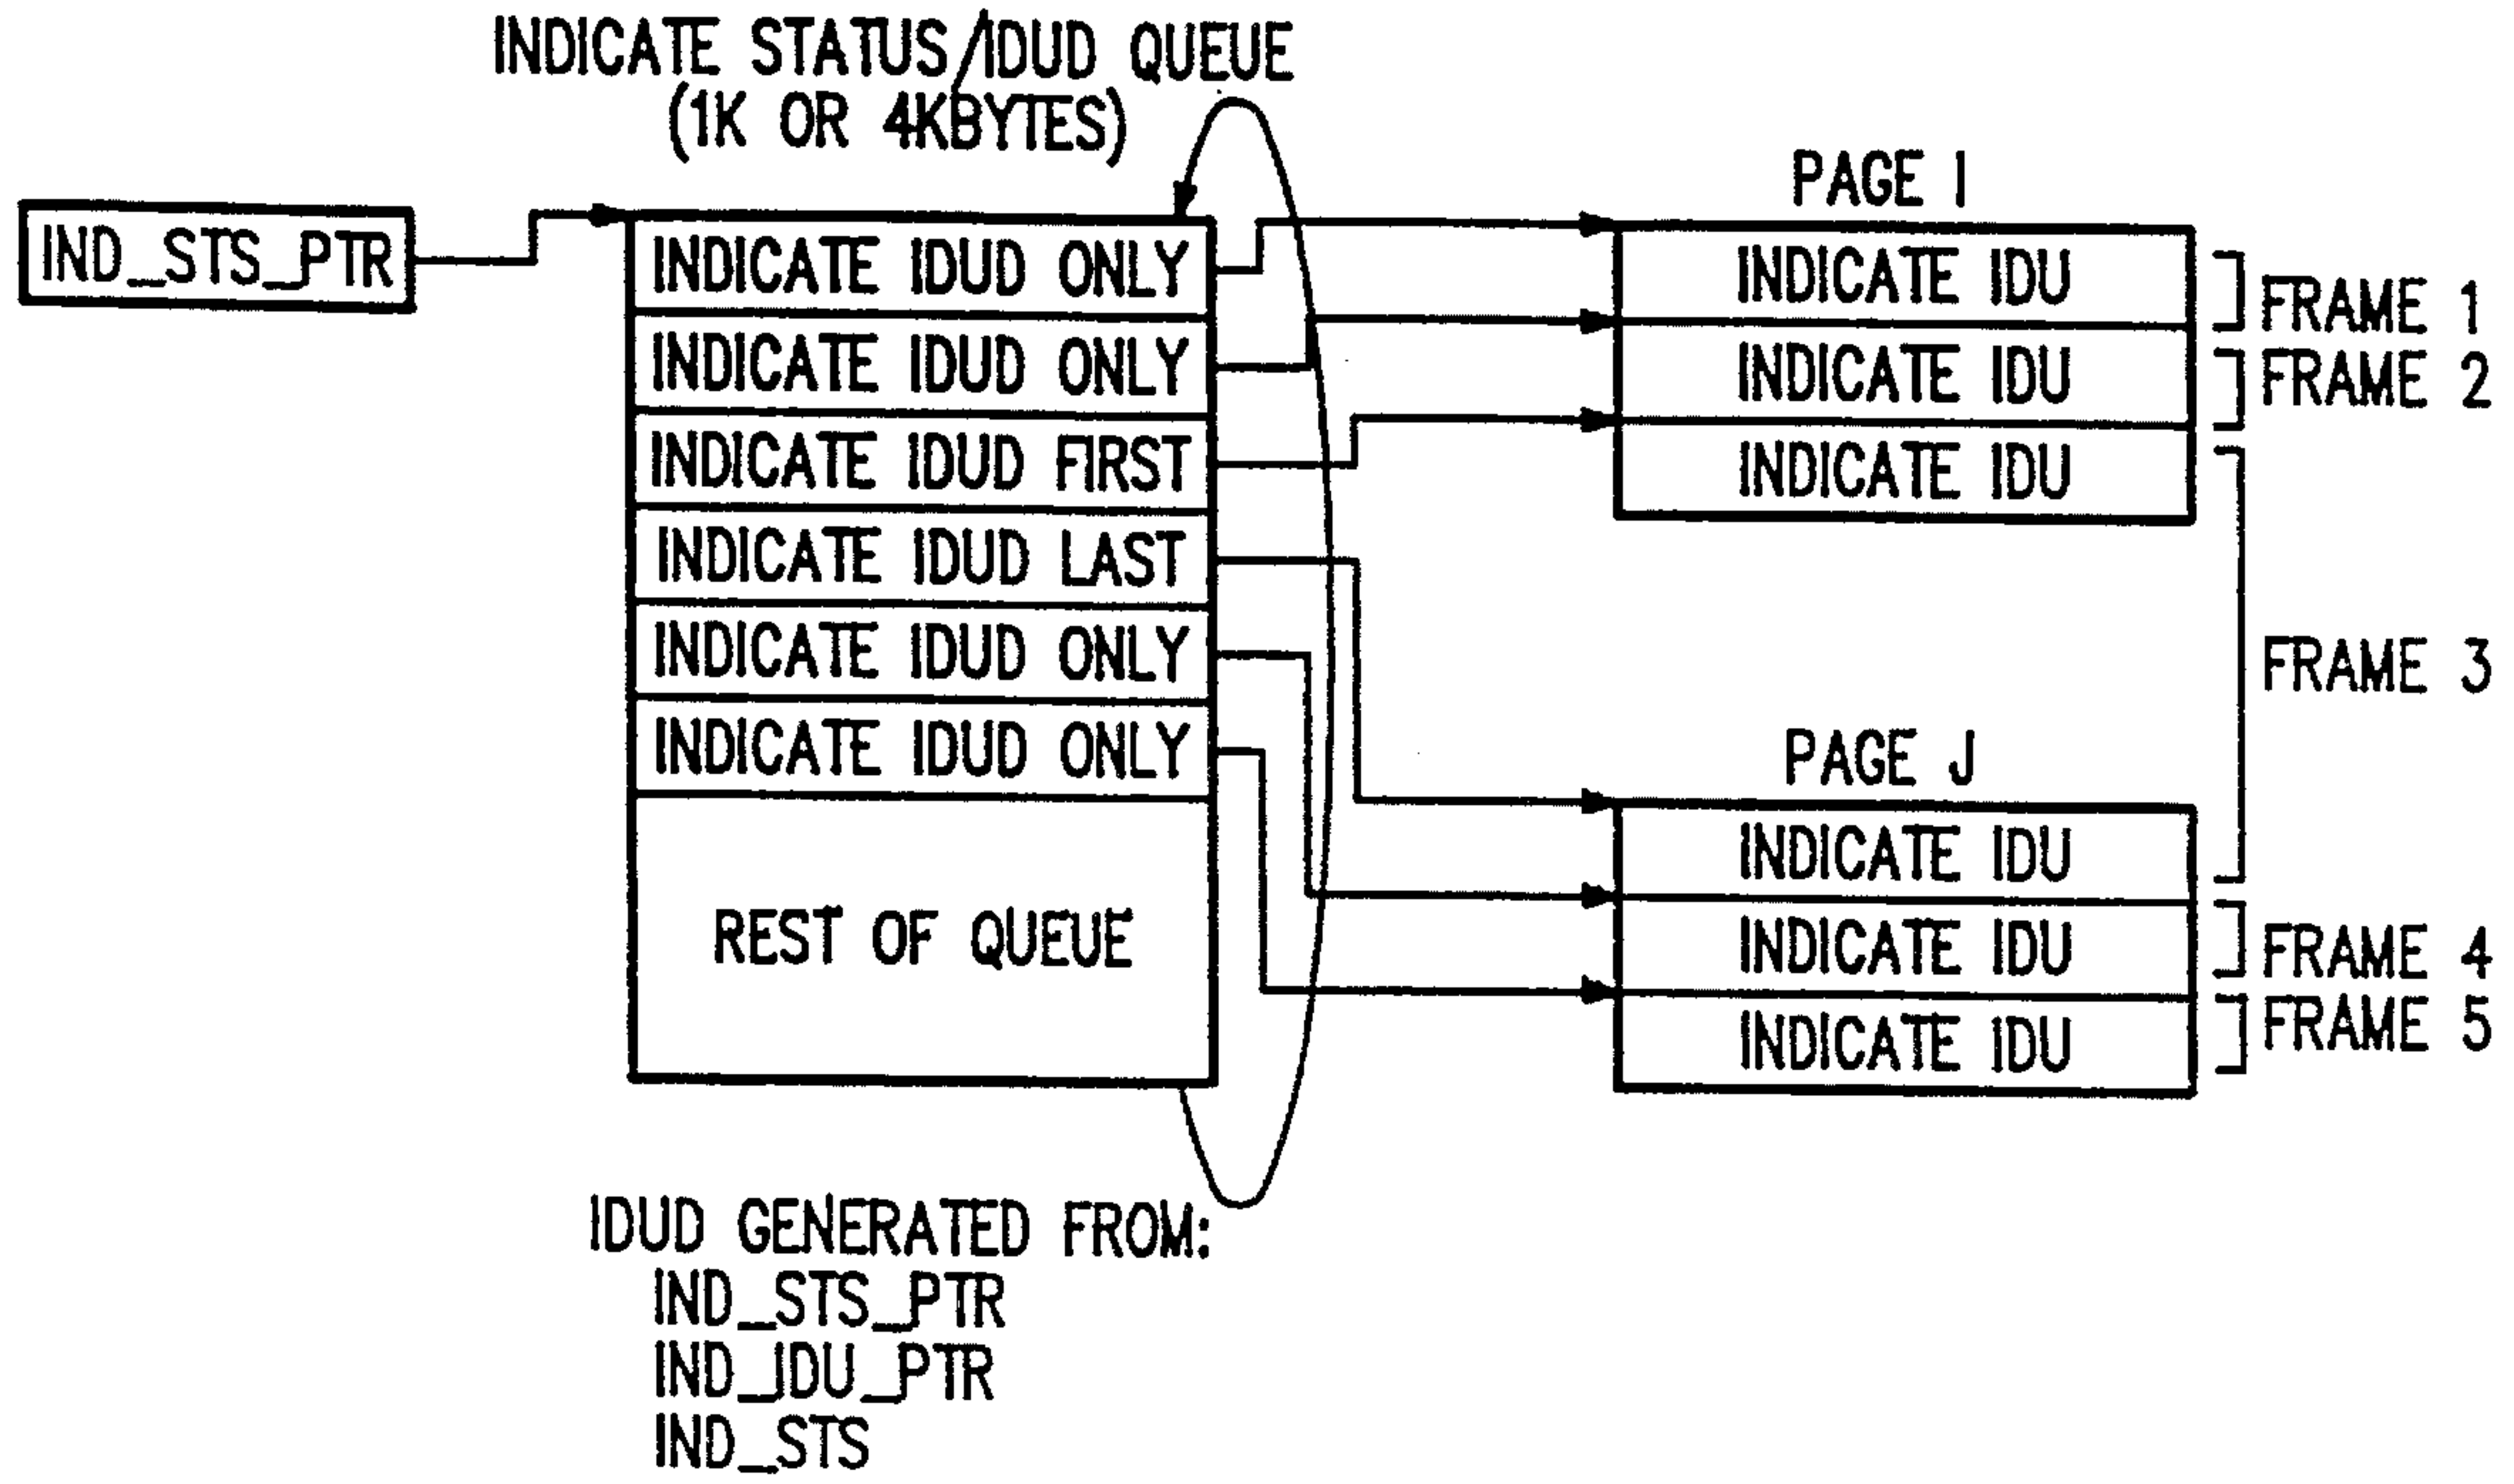 INDICATE STATUS/IDUD QUEUE
(1K OR 4KBYTES)
IND_STS_PTR
INDICATE IDUD ONLY
INDICATE IDUD ONLY
INDICATE IDUD FIRST
INDICATE IDUD LAST
INDICATE IDUD ONLY
INDICATE IDUD ONLY
REST OF QUEUE
PAGE I
INDICATE IDU
INDICATE IDU
INDICATE IDU
FRAME 1
FRAME 2
FRAME 3
PAGE J
INDICATE IDU
INDICATE IDU
INDICATE IDU
FRAME 4
FRAME 5
IDUD GENERATED FROM:
IND_STS_PTR
IND_IDU_PTR
IND_STS